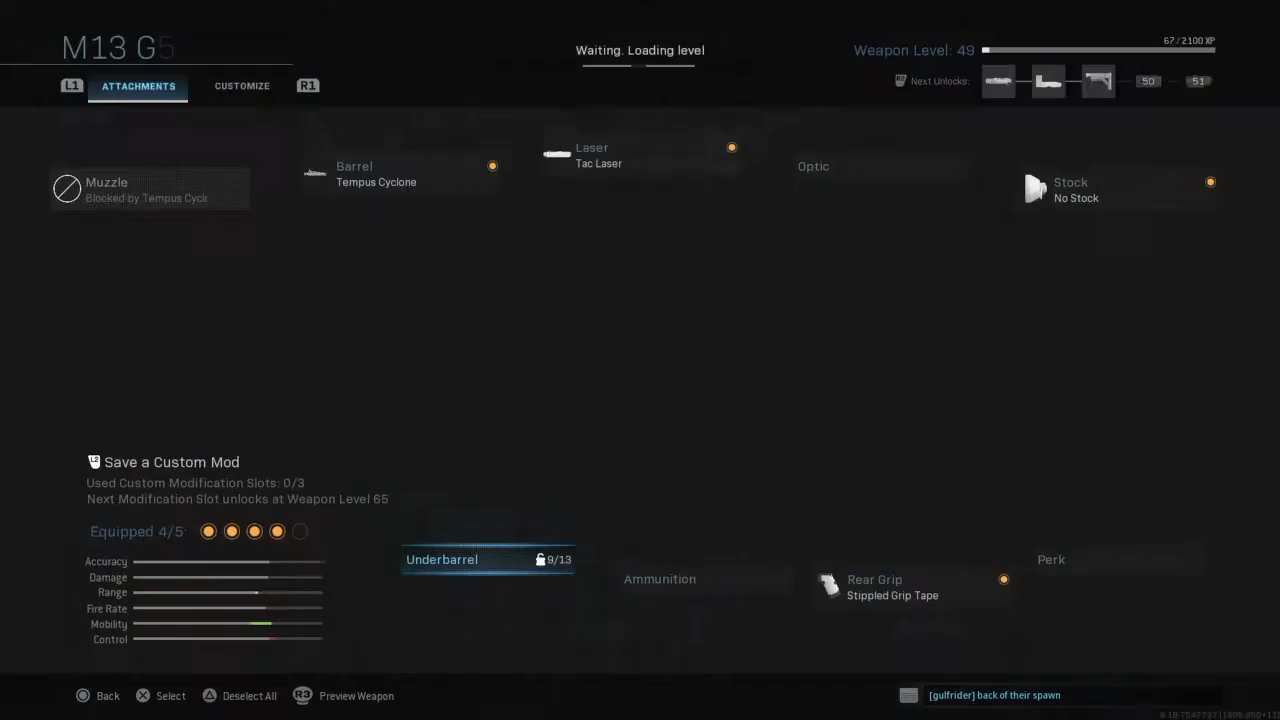 M13 G5
Waiting. Loading level
Weapon Level: 49
67 / 2100 XP
L1 ATTACHMENTS CUSTOMIZE R1
Next Unlocks: 50 51
Laser
Tac Laser
Barrel
Tempus Cyclone
Optic
Muzzle
Blocked by Tempus Cyclr
Stock
No Stock
L2 Save a Custom Mod
Used Custom Modification Slots: 0/3
Next Modification Slot unlocks at Weapon Level 65
Equipped 4/5
Accuracy
Damage
Range
Fire Rate
Mobility
Control
Underbarrel 9/13
Ammunition
Rear Grip
Stippled Grip Tape
Perk
Back Select Deselect All R3 Preview Weapon
[gulfrider] back of their spawn